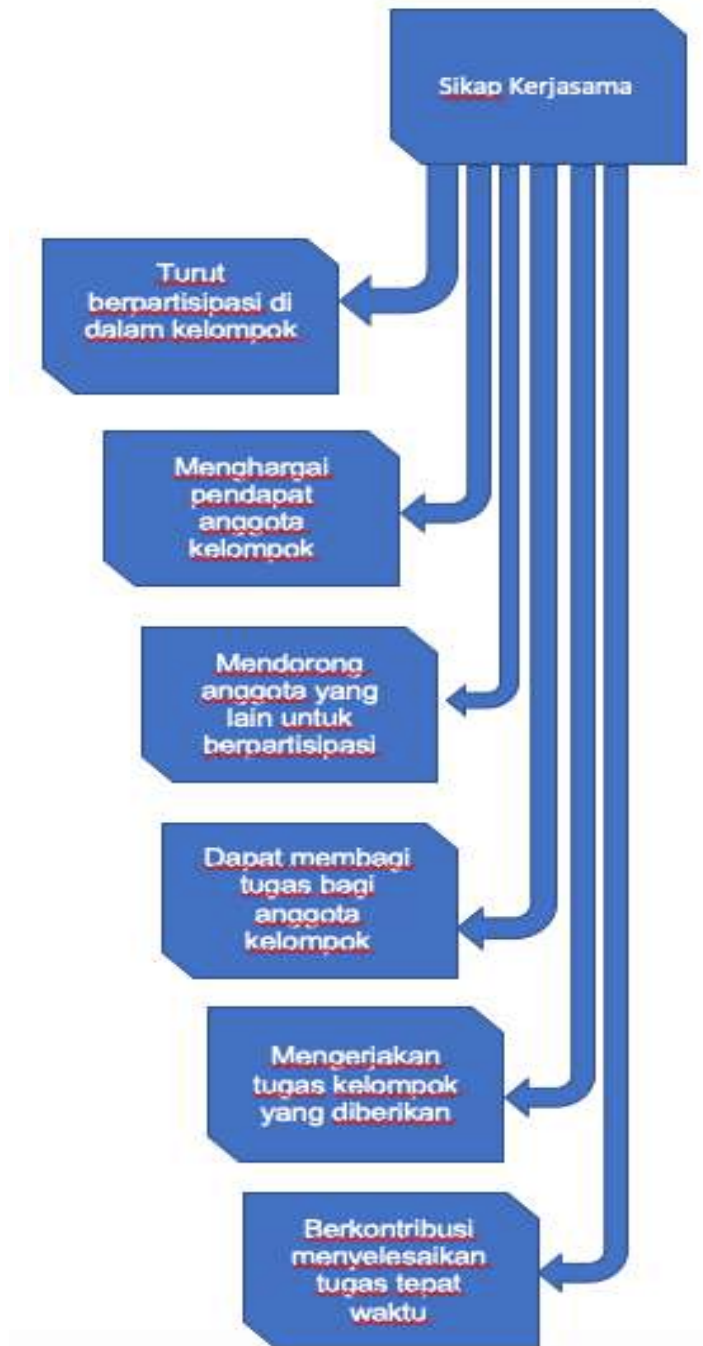 Sikap Kerjasama
Turut
berpartisipasi di
dalam kelompok
Menghargai
pendapat
anggota
kelompok
Mendorong
anggota yang
lain untuk
berpartisipasi
Dapat membagi
tugas bagi
anggota
kelompok
Mengerjakan
tugas kelompok
yang diberikan
Berkontribusi
menyelesaikan
tugas tepat
waktu